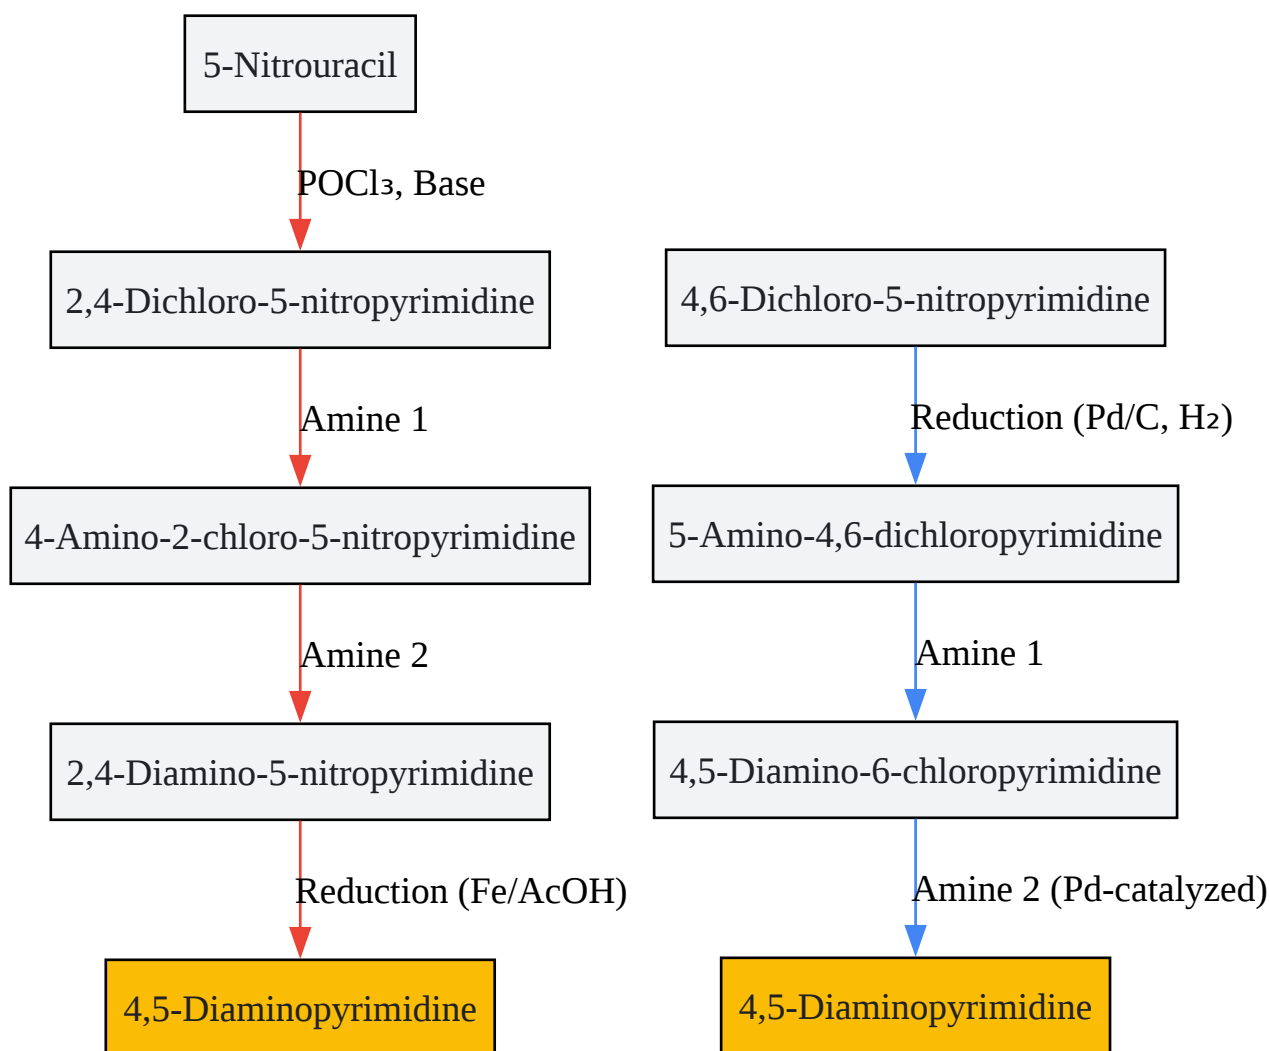 5-Nitrouracil
POCl₃, Base
2,4-Dichloro-5-nitropyrimidine
Amine 1
4-Amino-2-chloro-5-nitropyrimidine
Amine 2
2,4-Diamino-5-nitropyrimidine
Reduction (Fe/AcOH)
4,5-Diaminopyrimidine
4,6-Dichloro-5-nitropyrimidine
Reduction (Pd/C, H₂)
5-Amino-4,6-dichloropyrimidine
Amine 1
4,5-Diamino-6-chloropyrimidine
Amine 2 (Pd-catalyzed)
4,5-Diaminopyrimidine